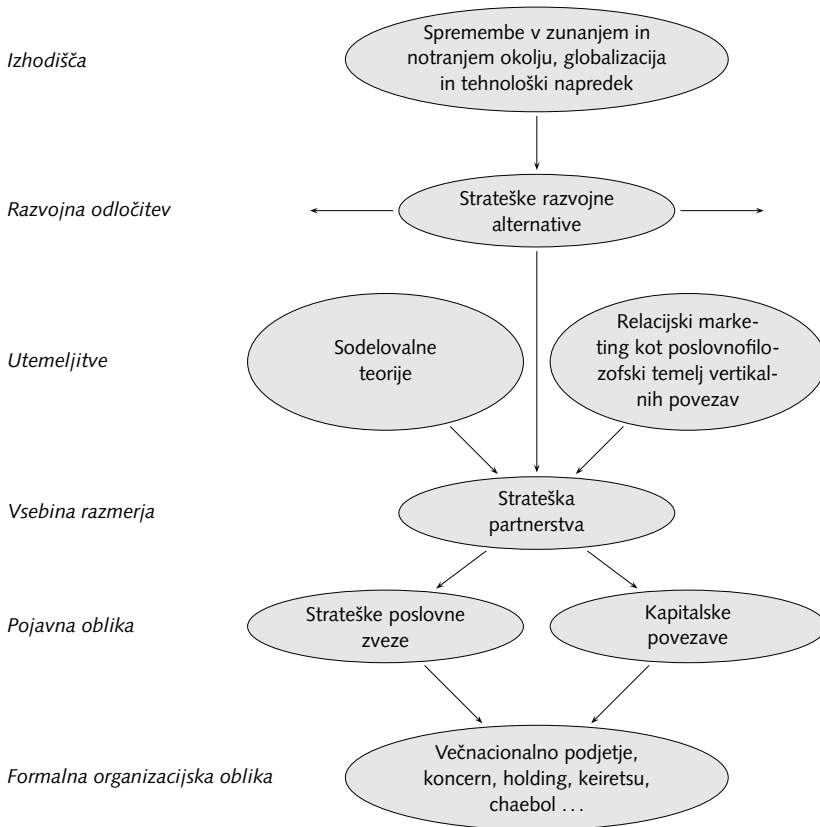 Izhodišča
Spremembe v zunanjem in
notranjem okolju, globalizacija
in tehnološki napredek
Razvojna odločitev
Strateške razvojne
alternative
Utemeljitve
Sodelovalne
teorije
Relacijski marke-
ting kot poslovnofilo-
zofski temelj vertikal-
nih povezav
Vsebina razmerja
Strateška
partnerstva
Pojavna oblika
Strateške poslovne
zveze
Kapitalske
povezave
Formalna organizacijska oblika
Večnacionalno podjetje,
koncern, holding, keiretsu,
chaebol . . .